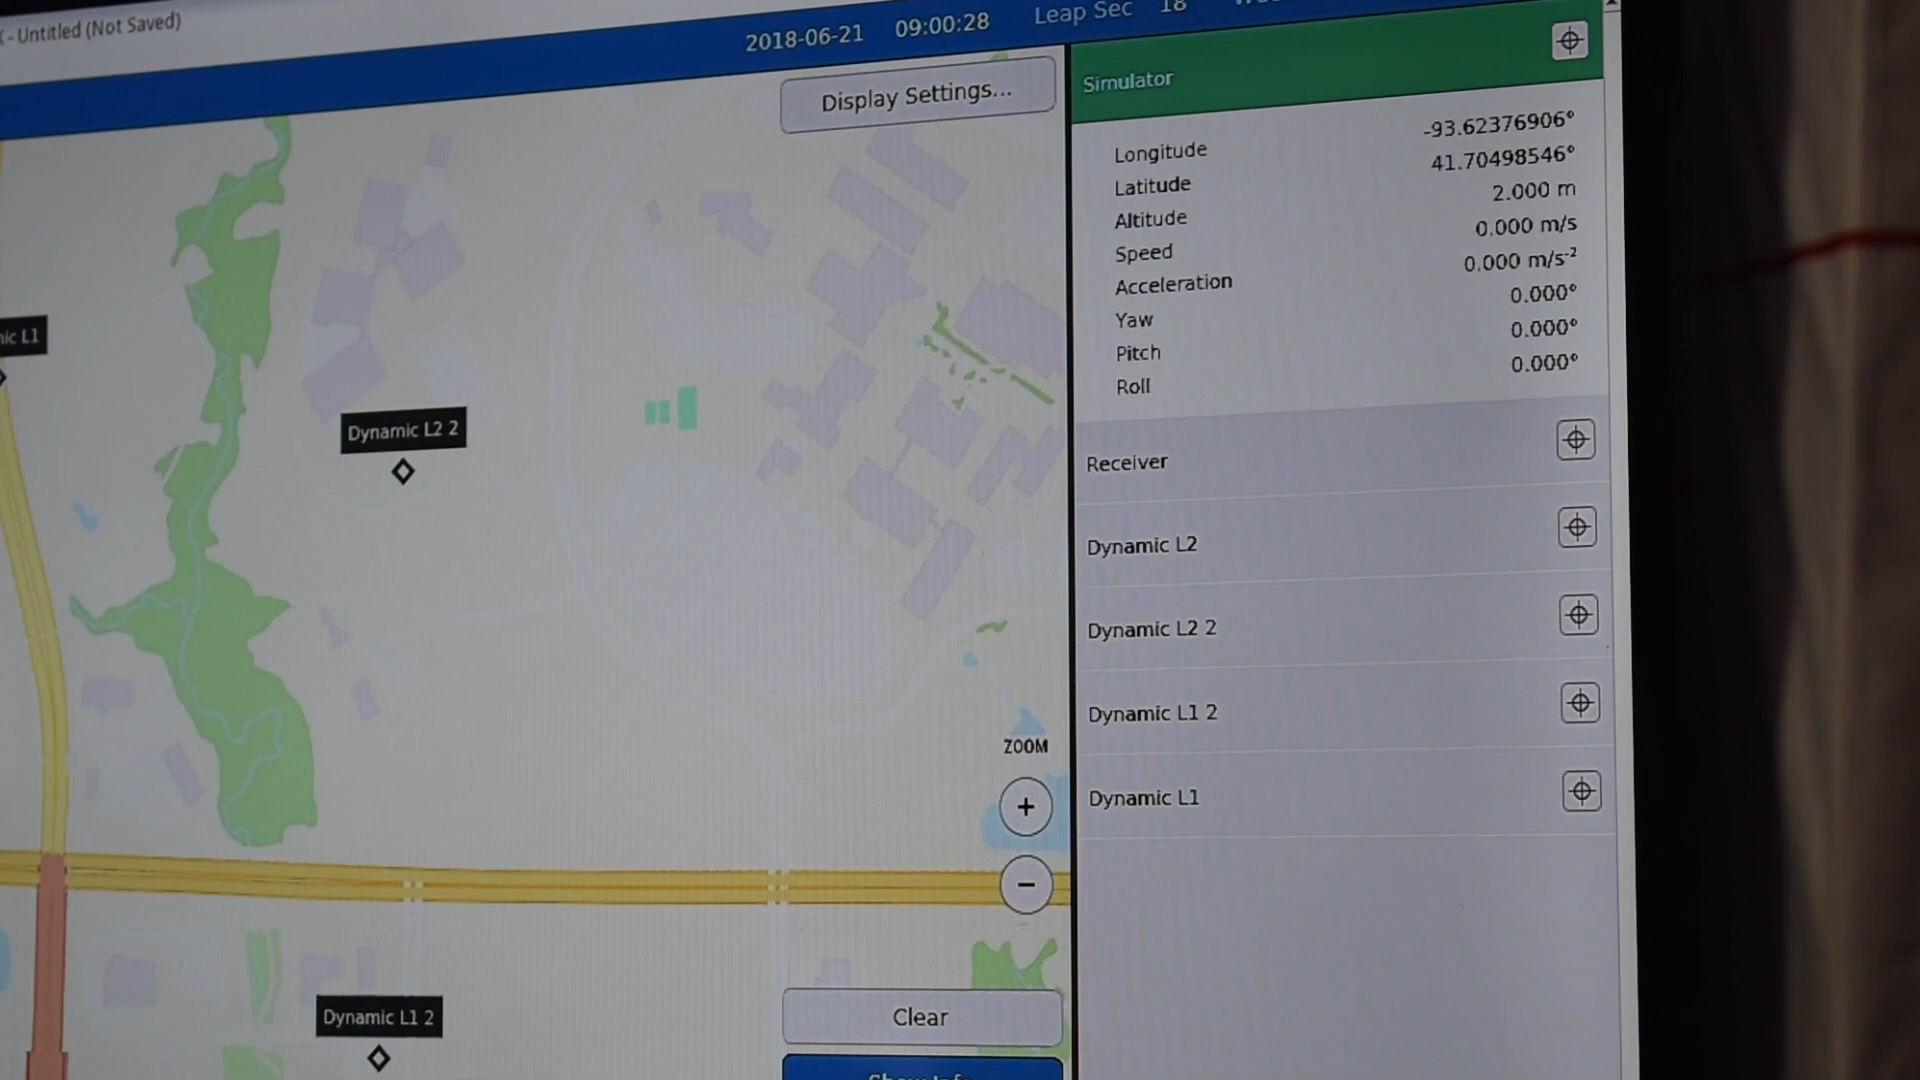 - Untitled (Not Saved)
2018-06-21 09:00:28 Leap Sec 18
Display Settings...
Simulator
Longitude -93.62376906°
Latitude 41.70498546°
Altitude 2.000 m
Speed 0.000 m/s
Acceleration 0.000 m/s⁻²
Yaw 0.000°
Pitch 0.000°
Roll 0.000°
Receiver
Dynamic L2
Dynamic L2 2
Dynamic L1 2
Dynamic L1
L1
Dynamic L2 2
ZOOM
+
−
Dynamic L1 2
Clear
Show Info